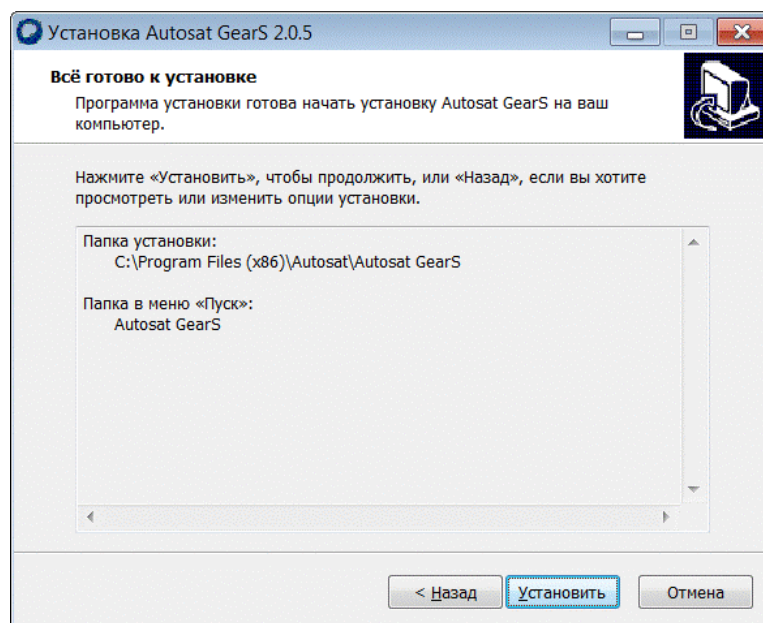 Установка Autosat GearS 2.0.5
Всё готово к установке
Программа установки готова начать установку Autosat GearS на ваш
компьютер.
Нажмите «Установить», чтобы продолжить, или «Назад», если вы хотите
просмотреть или изменить опции установки.
Папка установки:
C:\Program Files (x86)\Autosat\Autosat GearS
Папка в меню «Пуск»:
Autosat GearS
< Назад
Установить
Отмена